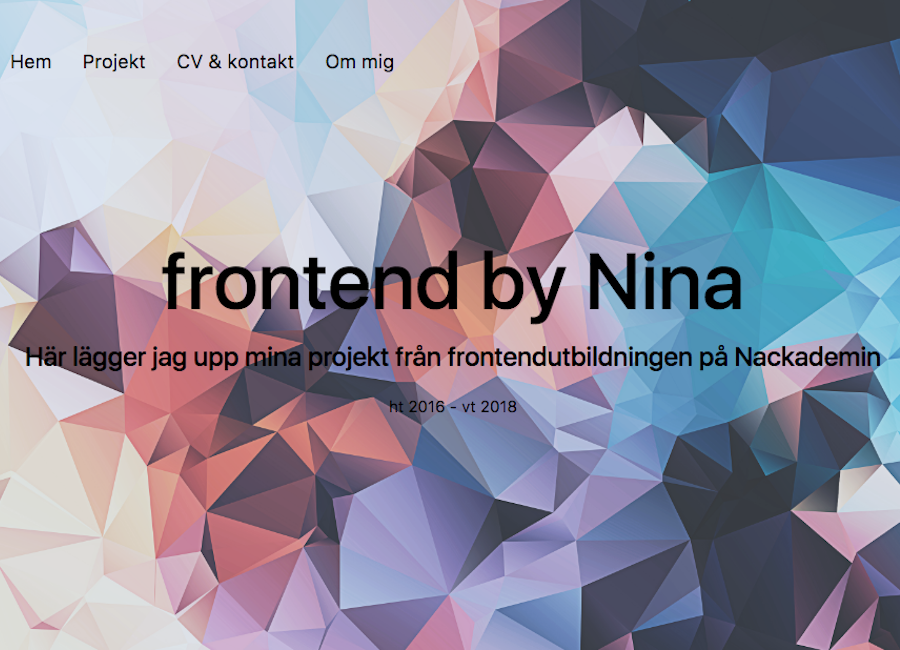 Hem Projekt CV & kontakt Om mig
frontend by Nina
Här lägger jag upp mina projekt från frontendutbildningen på Nackademin
ht 2016 - vt 2018